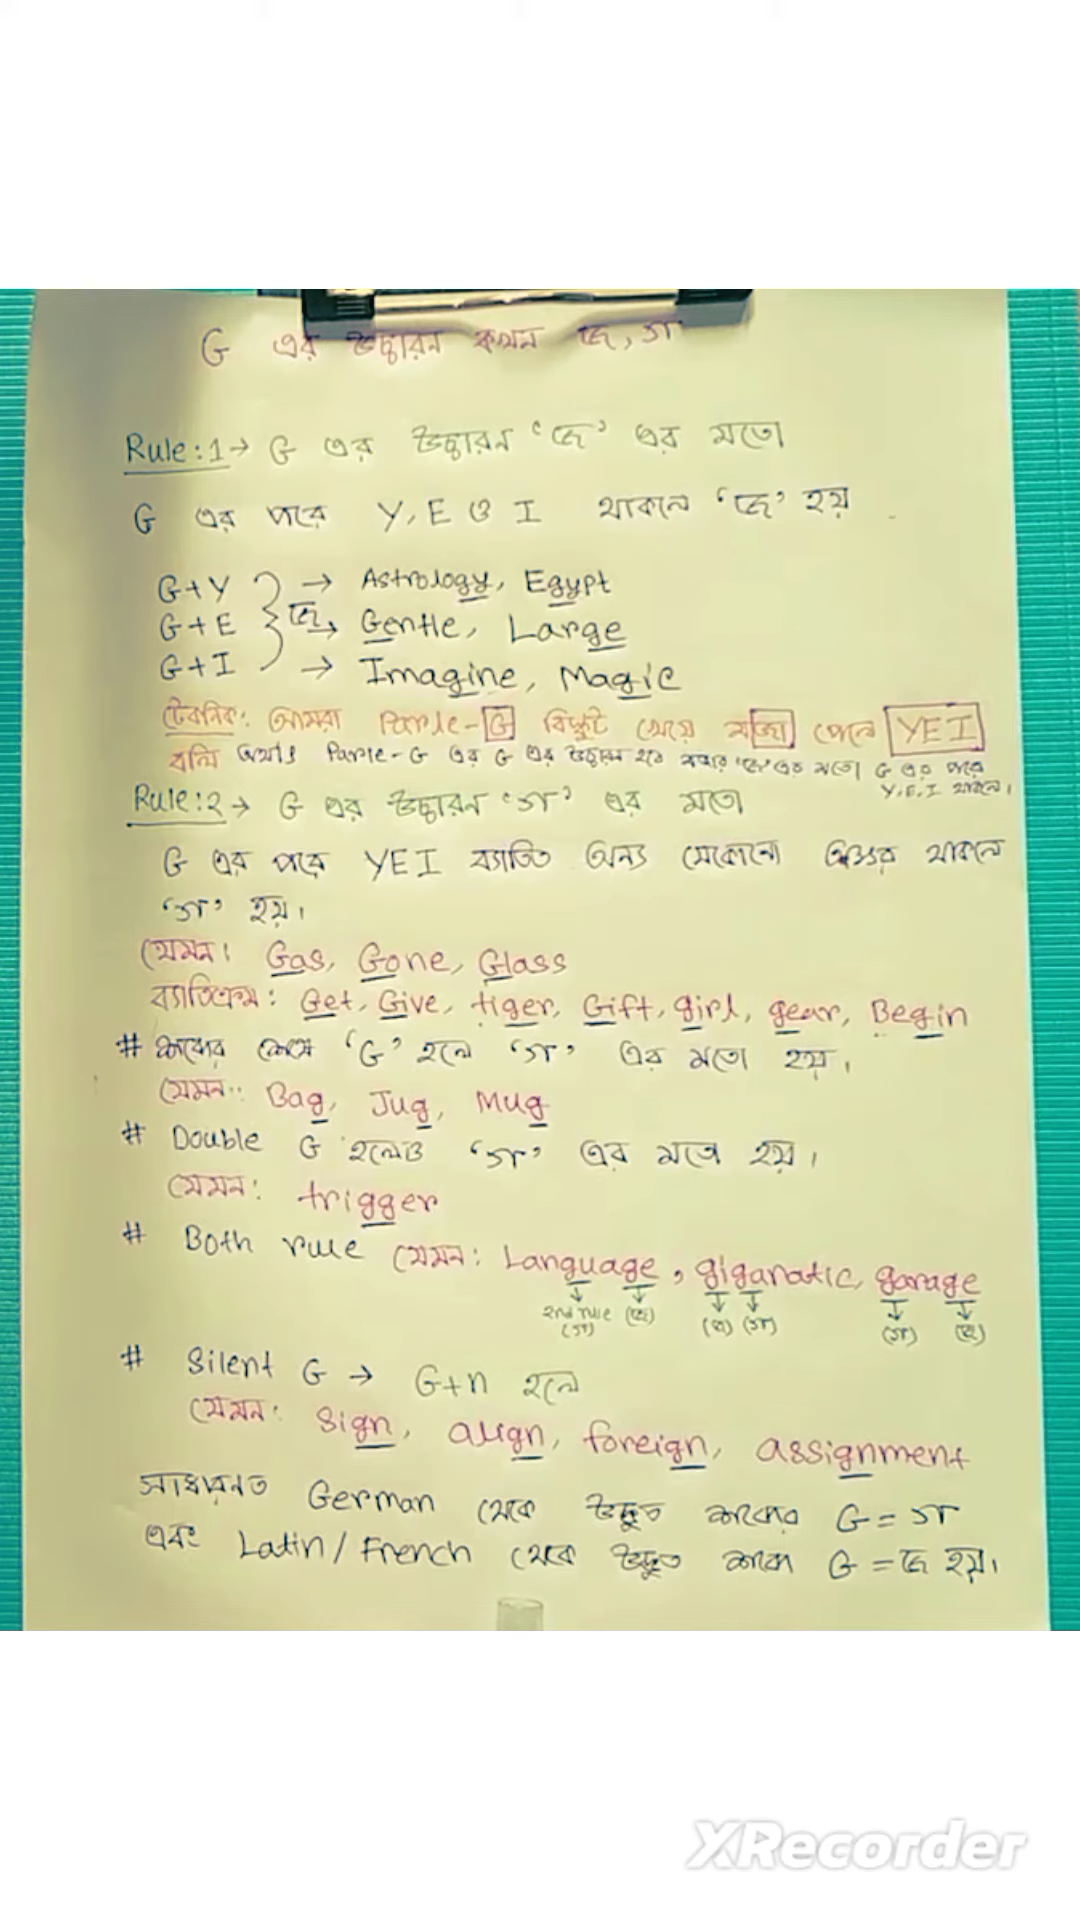 G এর উচ্চারন কখন জ, গ
Rule:1→ G এর উচ্চারন ‘জ’ এর মতো
G এর পরে Y, E ও I থাকলে ‘জ’ হয়
G+Y → Astrology, Egypt
G+E জ→ Gentle, Large
G+I → Imagine, Magic
টেকনিক: আমরা Parle-G বিস্কুট খেয়ে মজা পেলে YEI
বলি অর্থাৎ Parle-G এর G এর উচ্চারন হবে মজার ‘জ’ এর মতো G এর পরে
Y, E, I থাকলে।
Rule:2→ G এর উচ্চারন ‘গ’ এর মতো
G এর পরে YEI ব্যাতিত অন্য যেকোনো অক্ষর থাকলে
‘গ’ হয়।
যেমন। Gas, Gone, Glass
ব্যাতিক্রম: Get, Give, tiger, Gift, girl, gear, Begin
# শব্দের শেষে ‘G’ হলে ‘গ’ এর মতো হয়।
যেমন: Bag, Jug, Mug
# Double G হলেও ‘গ’ এর মতো হয়।
যেমন: trigger
# Both rule যেমন: Language, giganatic, garage
2nd rule (জ) (জ) (গ) (গ) (জ)
(গ)
# Silent G → G+n হলে
যেমন: Sign, align, foreign, assignment
সাধারনত German থেকে উদ্ভূত শব্দের G = গ
এবং Latin/French থেকে উদ্ভূত শব্দে G = জ হয়।
XRecorder